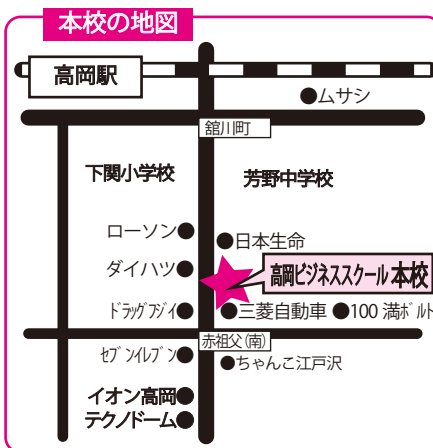 本校の地図
高岡駅
●ムサシ
舘川町
下関小学校
芳野中学校
ローソン●
●日本生命
ダイハツ●
高岡ビジネススクール 本校
ドラッグフジイ●
●三菱自動車 ●100 満ボルト
赤祖父(南)
セブンイレブン●
●ちゃんこ江戸沢
イオン高岡●
テクノドーム●